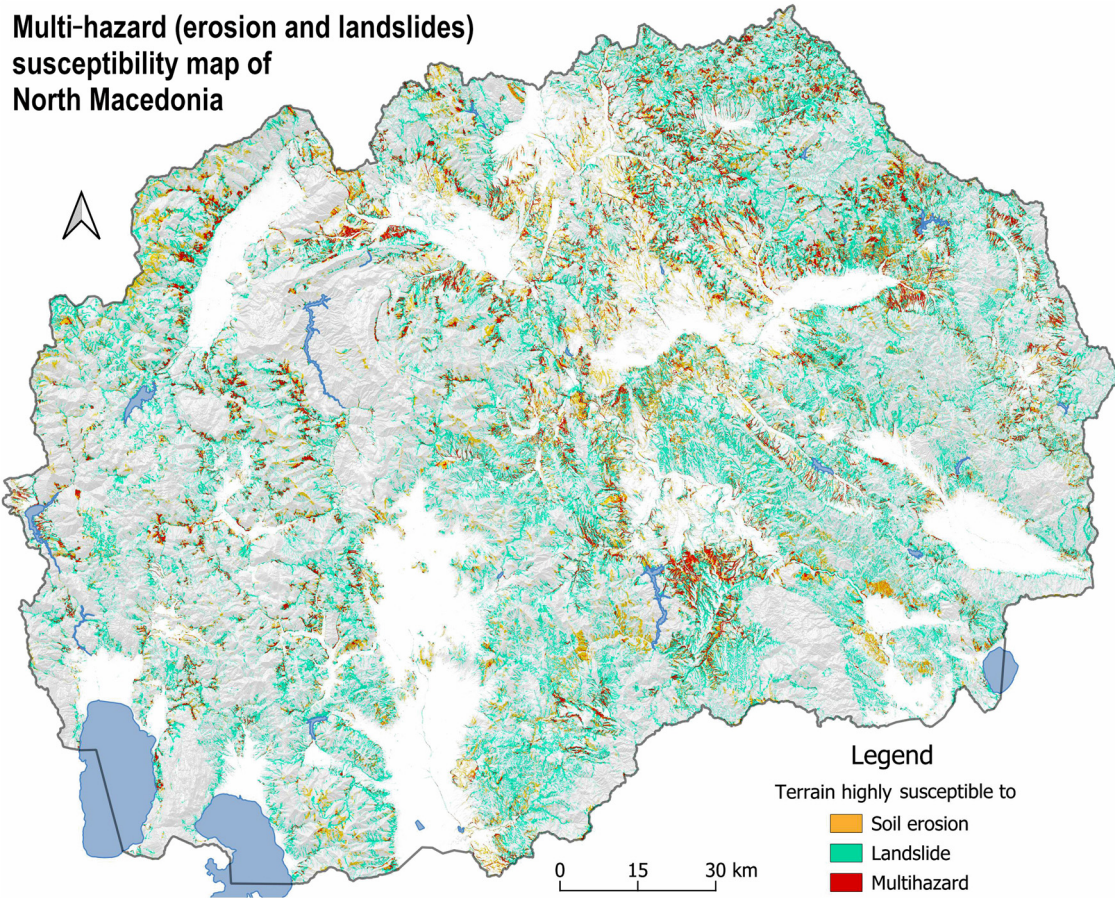 Multi-hazard (erosion and landslides)
susceptibility map of
North Macedonia
Legend
Terrain highly susceptible to
Soil erosion
Landslide
Multihazard
0 15 30 km